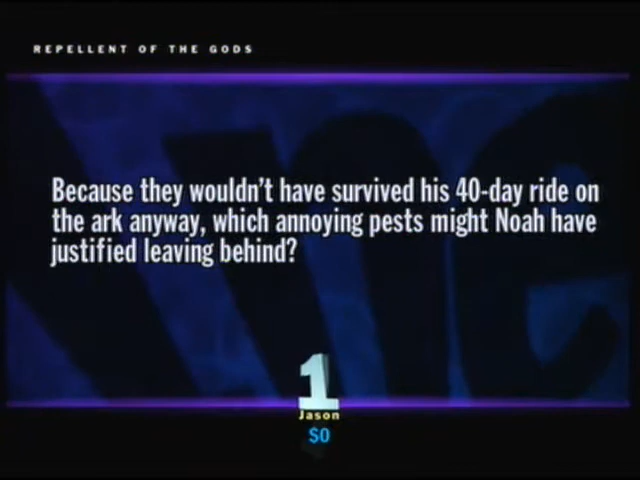 REPELLENT OF THE GODS
Because they wouldn't have survived his 40-day ride on
the ark anyway, which annoying pests might Noah have
justified leaving behind?
1
Jason
$0